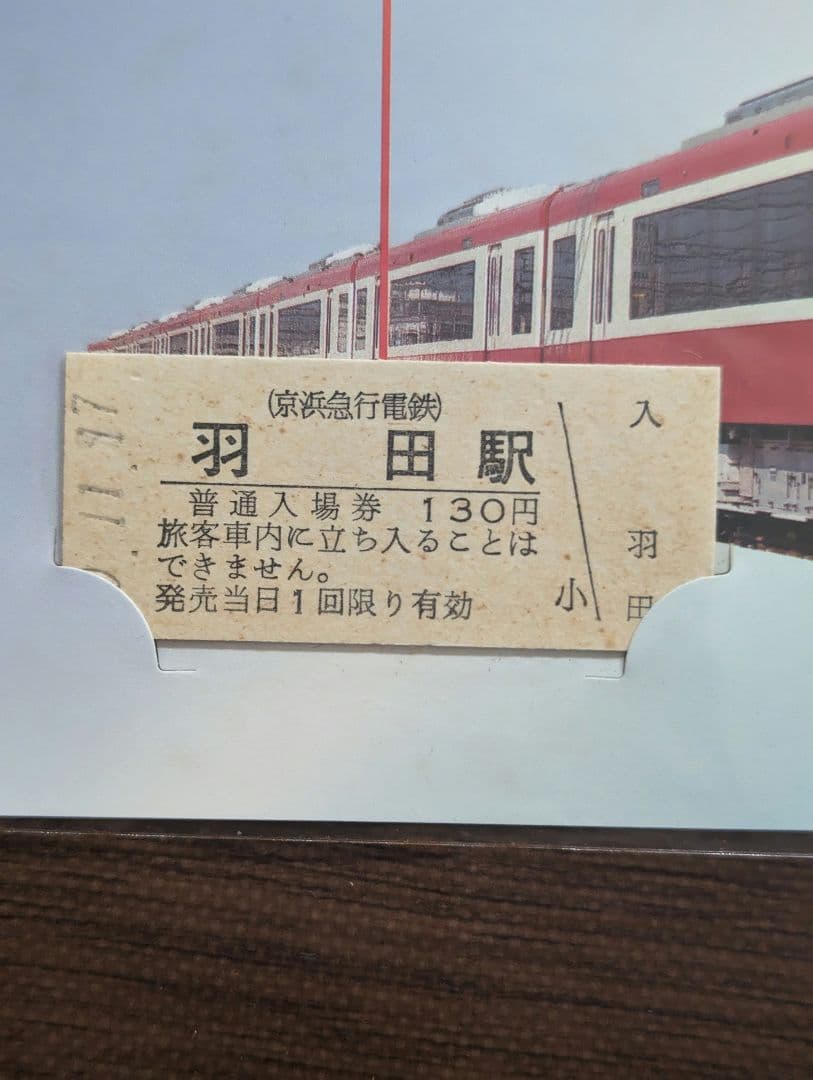 (京浜急行電鉄)
羽田駅
普通入場券 130円
旅客車内に立ち入ることは
できません。
発売当日1回限り有効
小
入
羽
田
11.17